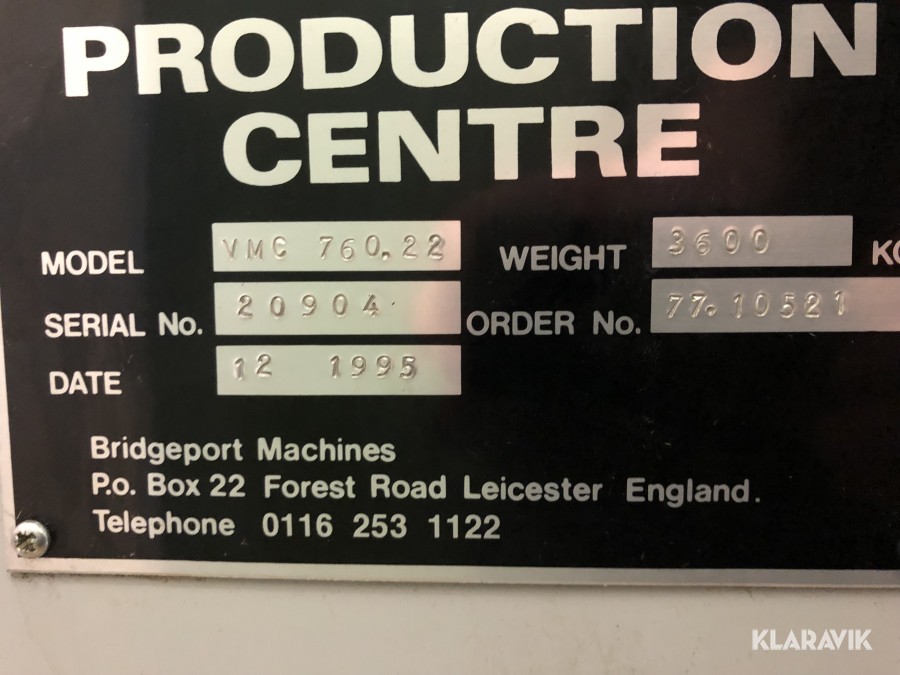 PRODUCTION
CENTRE
MODEL VMC 760.22 WEIGHT 3600 KG
SERIAL No. 20904 ORDER No. 77.10521
DATE 12 1995
Bridgeport Machines
P.o. Box 22 Forest Road Leicester England.
Telephone 0116 253 1122
KLARAVIK